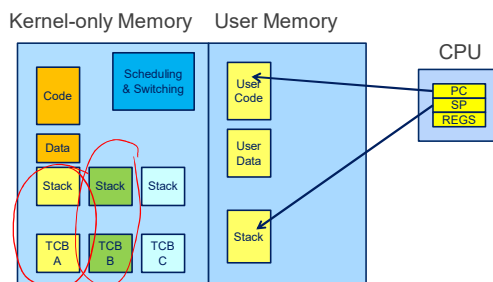 Kernel-only Memory
User Memory
CPU
Scheduling
& Switching
Code
Data
Stack
Stack
Stack
TCB
A
TCB
B
TCB
C
User
Code
User
Data
Stack
PC
SP
REGS